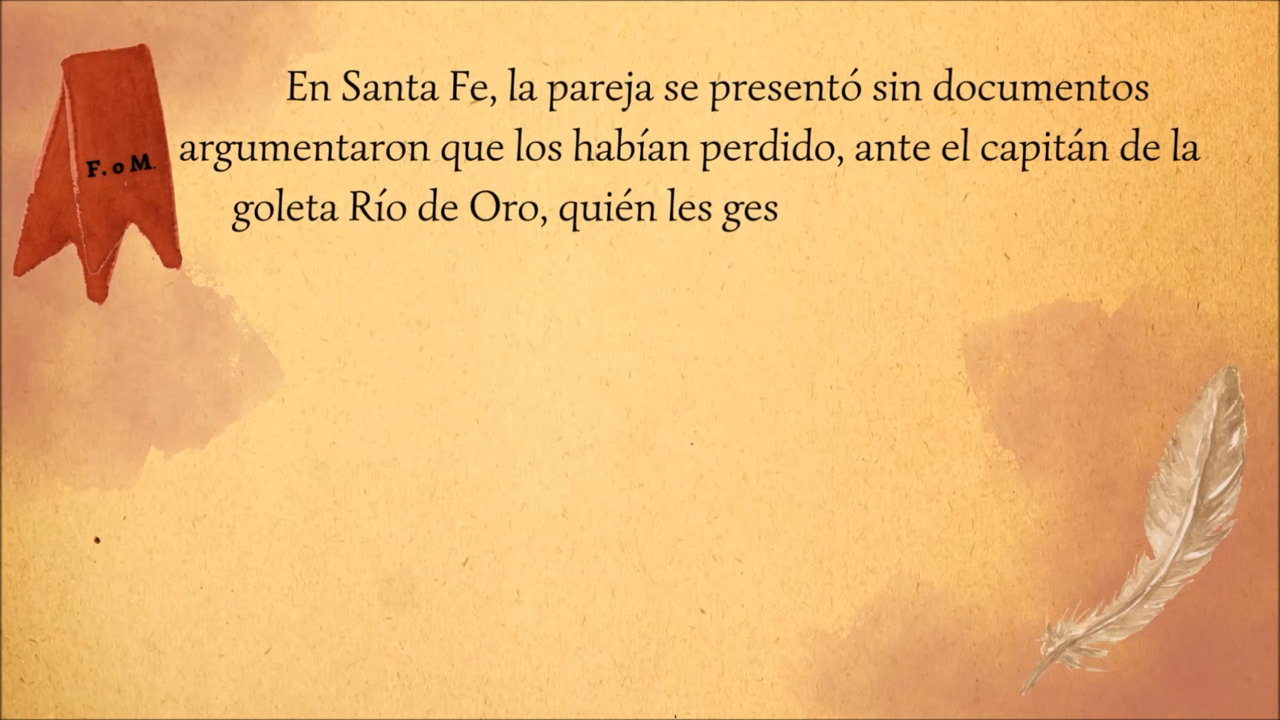 En Santa Fe, la pareja se presentó sin documentos
argumentaron que los habían perdido, ante el capitán de la
goleta Río de Oro, quién les ges
F. o M.